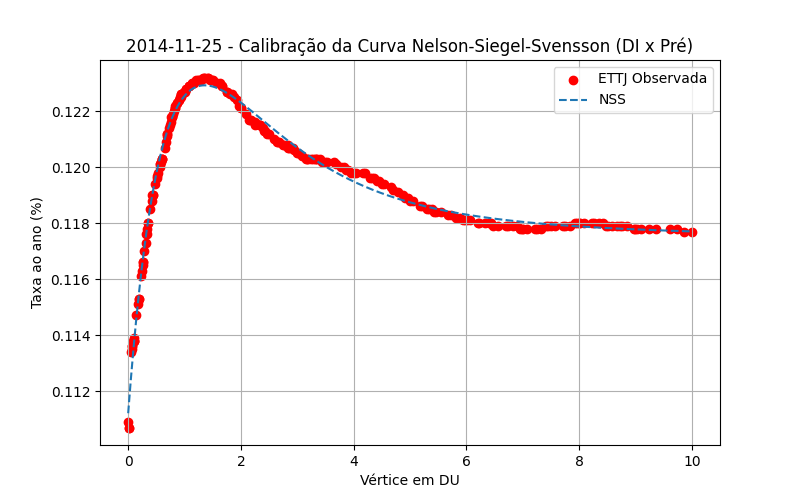 2014-11-25 - Calibração da Curva Nelson-Siegel-Svensson (DI x Pré)
ETTJ Observada
NSS
Taxa ao ano (%)
0.122
0.120
0.118
0.116
0.114
0.112
0 2 4 6 8 10
Vértice em DU